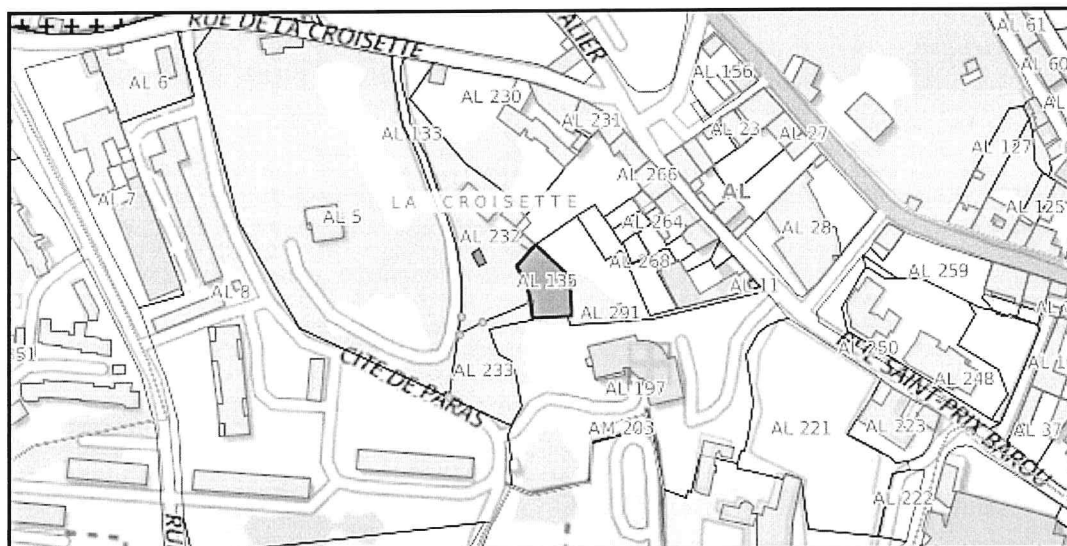 RUE DE LA CROISETTE
ALIER
AL 61
AL 60
AL 6
AL 156
AL 230
AL 231
AL 23
AL 27
AL 133
AL 127
AL 266
AL 7
LA CROISETTE
AL
AL 5
AL 125
AL 264
AL 28
AL 232
AL 268
AL 259
AL 135
AL 11
AL 8
AL 291
51
AL 250
CITE DE PARAS
AL 233
AL 248
AL 197
SAINT-PRIX BAROU
AM 203
AL 221
AL 223
AL 37
AL 222
RU